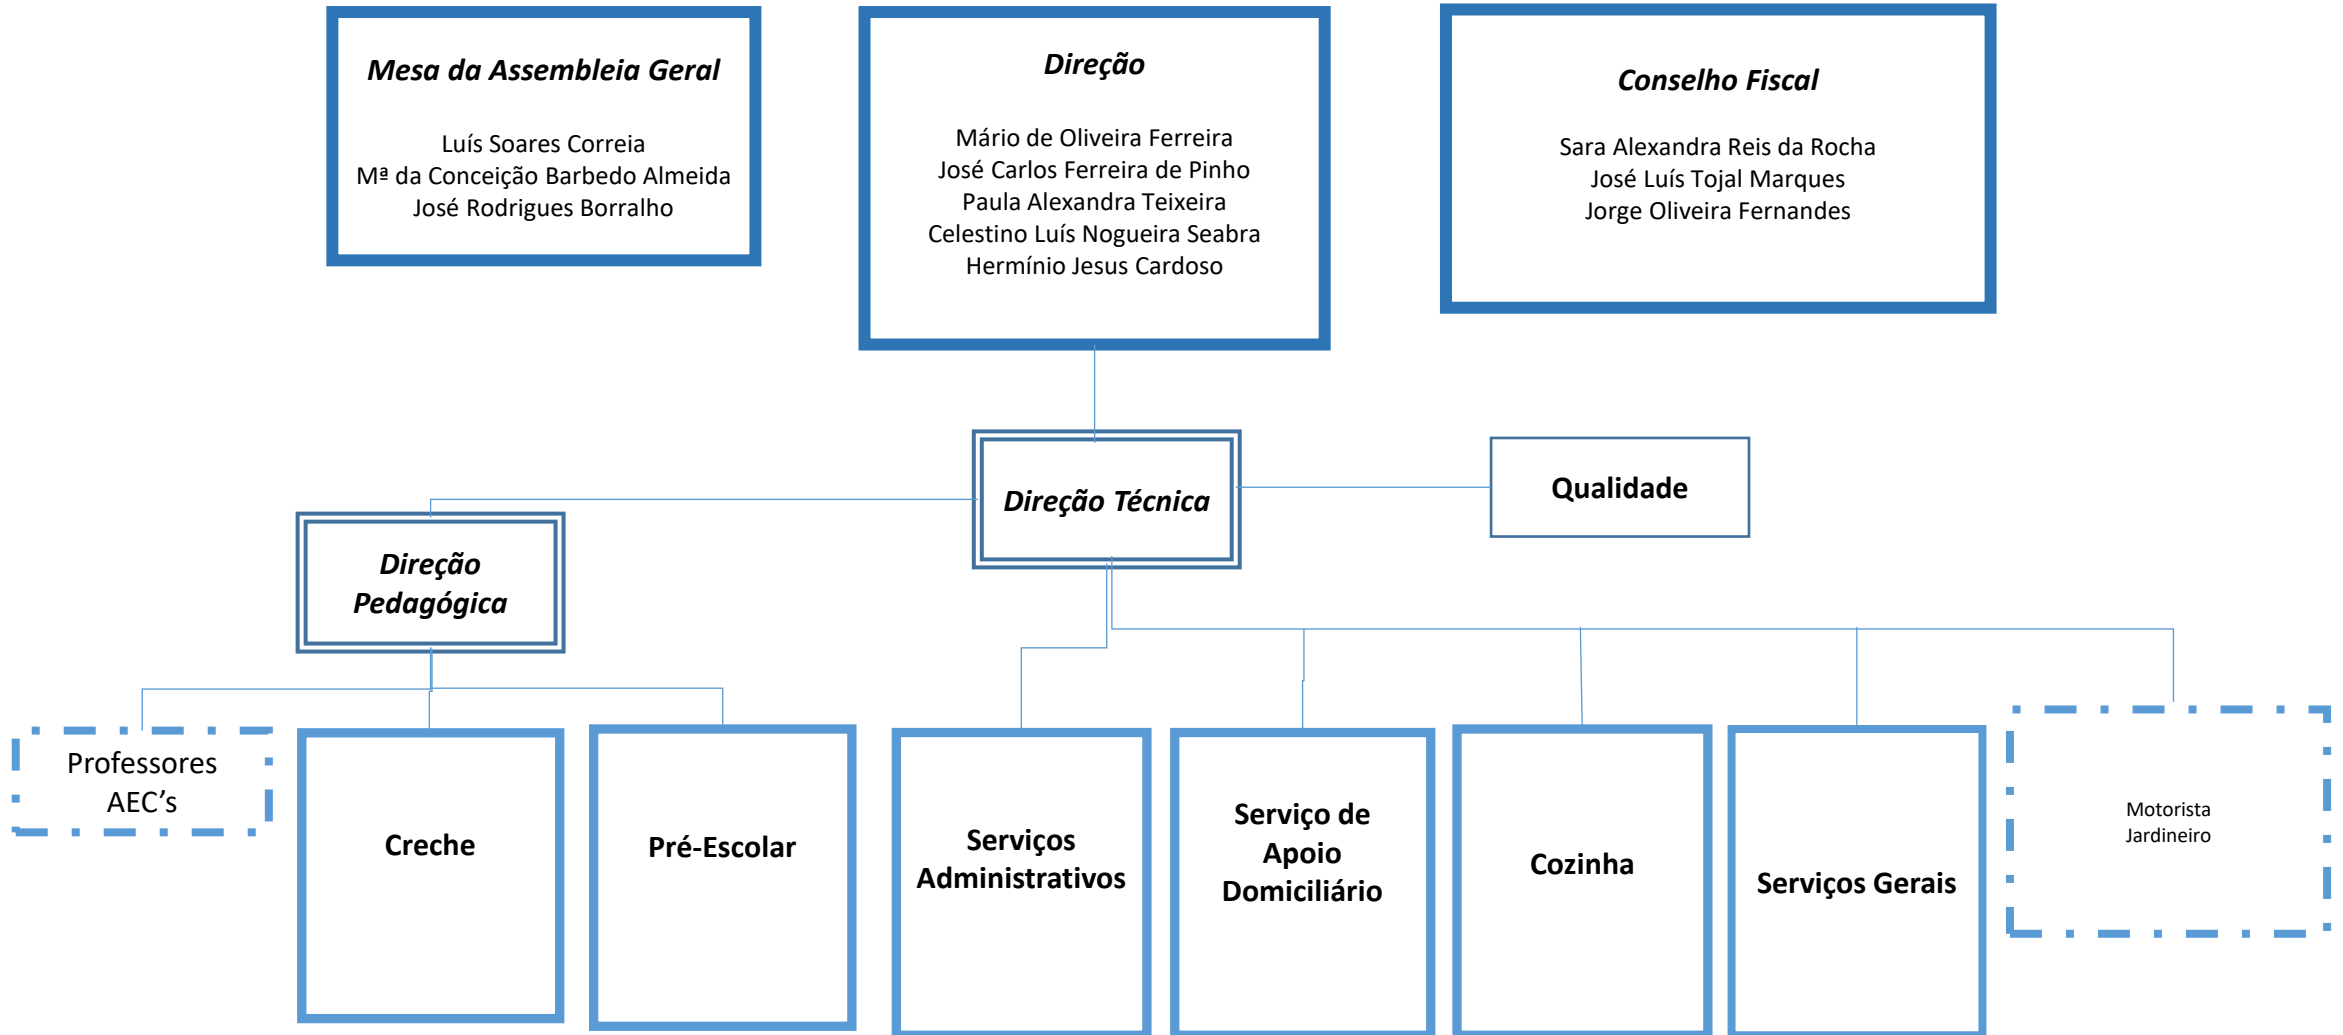 Mesa da Assembleia Geral
Luís Soares Correia
Mª da Conceição Barbedo Almeida
José Rodrigues Borralho
Direção
Mário de Oliveira Ferreira
José Carlos Ferreira de Pinho
Paula Alexandra Teixeira
Celestino Luís Nogueira Seabra
Hermínio Jesus Cardoso
Conselho Fiscal
Sara Alexandra Reis da Rocha
José Luís Tojal Marques
Jorge Oliveira Fernandes
Direção Técnica
Qualidade
Direção
Pedagógica
Professores
AEC’s
Creche
Pré-Escolar
Serviços
Administrativos
Serviço de
Apoio
Domiciliário
Cozinha
Serviços Gerais
Motorista
Jardineiro